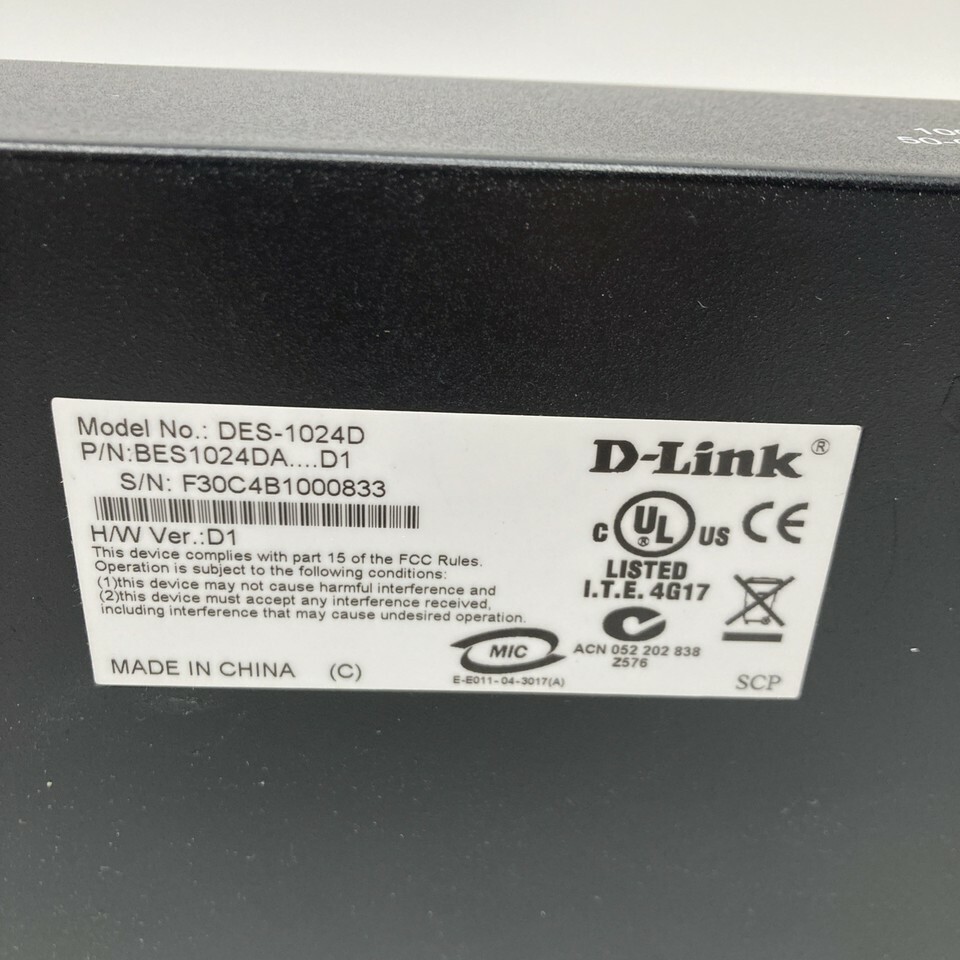 Model No.: DES-1024D
P/N:BES1024DA....D1
S/N: F30C4B1000833
H/W Ver.:D1
This device complies with part 15 of the FCC Rules.
Operation is subject to the following conditions:
(1)this device may not cause harmful interference and
(2)this device must accept any interference received,
including interference that may cause undesired operation.
MADE IN CHINA (C)
D-Link®
C UL® US CE
LISTED
I.T.E. 4G17
MIC
E-E011-04-3017(A)
ACN 052 202 838
Z576
SCP